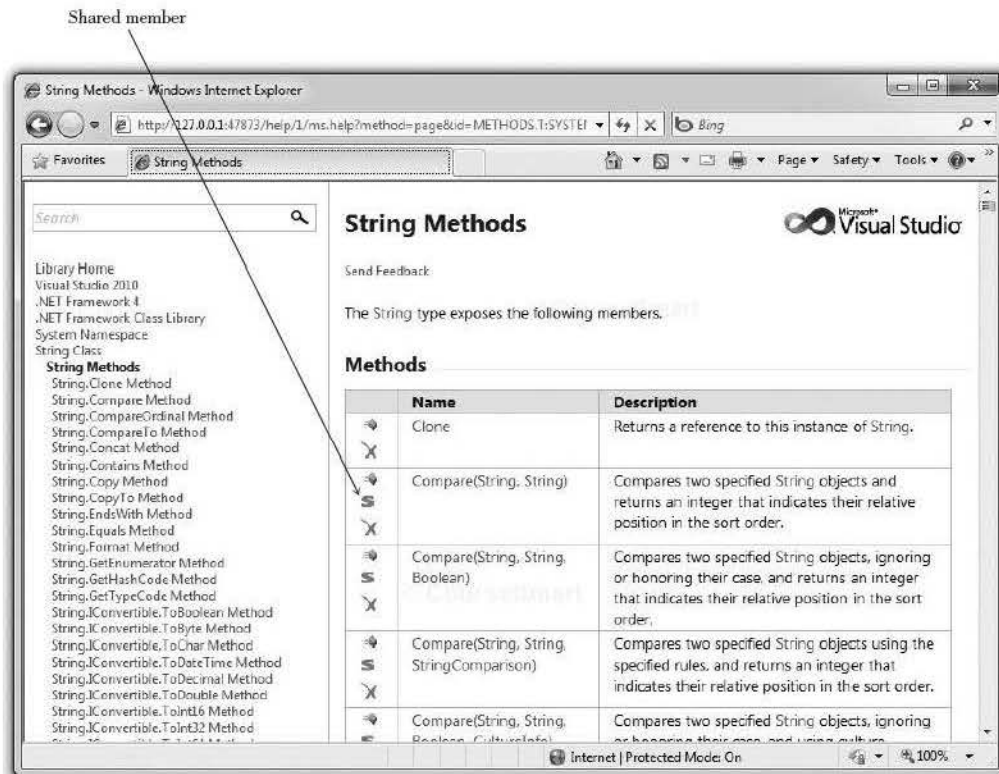 Shared member
String Methods - Windows Internet Explorer
http://127.0.0.1:47873/help/1/ms.help?method=page&id=METHODS.T:SYSTEI
Bing
Favorites
String Methods
Page
Safety
Tools
Search
Library Home
Visual Studio 2010
.NET Framework 4
.NET Framework Class Library
System Namespace
String Class
String Methods
String.Clone Method
String.Compare Method
String.CompareOrdinal Method
String.CompareTo Method
String.Concat Method
String.Contains Method
String.Copy Method
String.CopyTo Method
String.EndsWith Method
String.Equals Method
String.Format Method
String.GetEnumerator Method
String.GetHashCode Method
String.GetTypeCode Method
String.IConvertible.ToBoolean Method
String.IConvertible.ToByte Method
String.IConvertible.ToChar Method
String.IConvertible.ToDateTime Method
String.IConvertible.ToDecimal Method
String.IConvertible.ToDouble Method
String.IConvertible.ToInt16 Method
String.IConvertible.ToInt32 Method
String Methods
Microsoft
Visual Studio
Send Feedback
The String type exposes the following members.
Methods
Name Description
Clone Returns a reference to this instance of String.
Compare(String, String) Compares two specified String objects and
returns an integer that indicates their relative
position in the sort order.
Compare(String, String, Compares two specified String objects, ignoring
Boolean) or honoring their case, and returns an integer
that indicates their relative position in the sort
order.
Compare(String, String, Compares two specified String objects using the
StringComparison) specified rules, and returns an integer that
indicates their relative position in the sort order.
Compare(String, String, Compares two specified String objects, ignoring
Boolean, CultureInfo) or honoring their case, and using culture
Internet | Protected Mode: On
100%